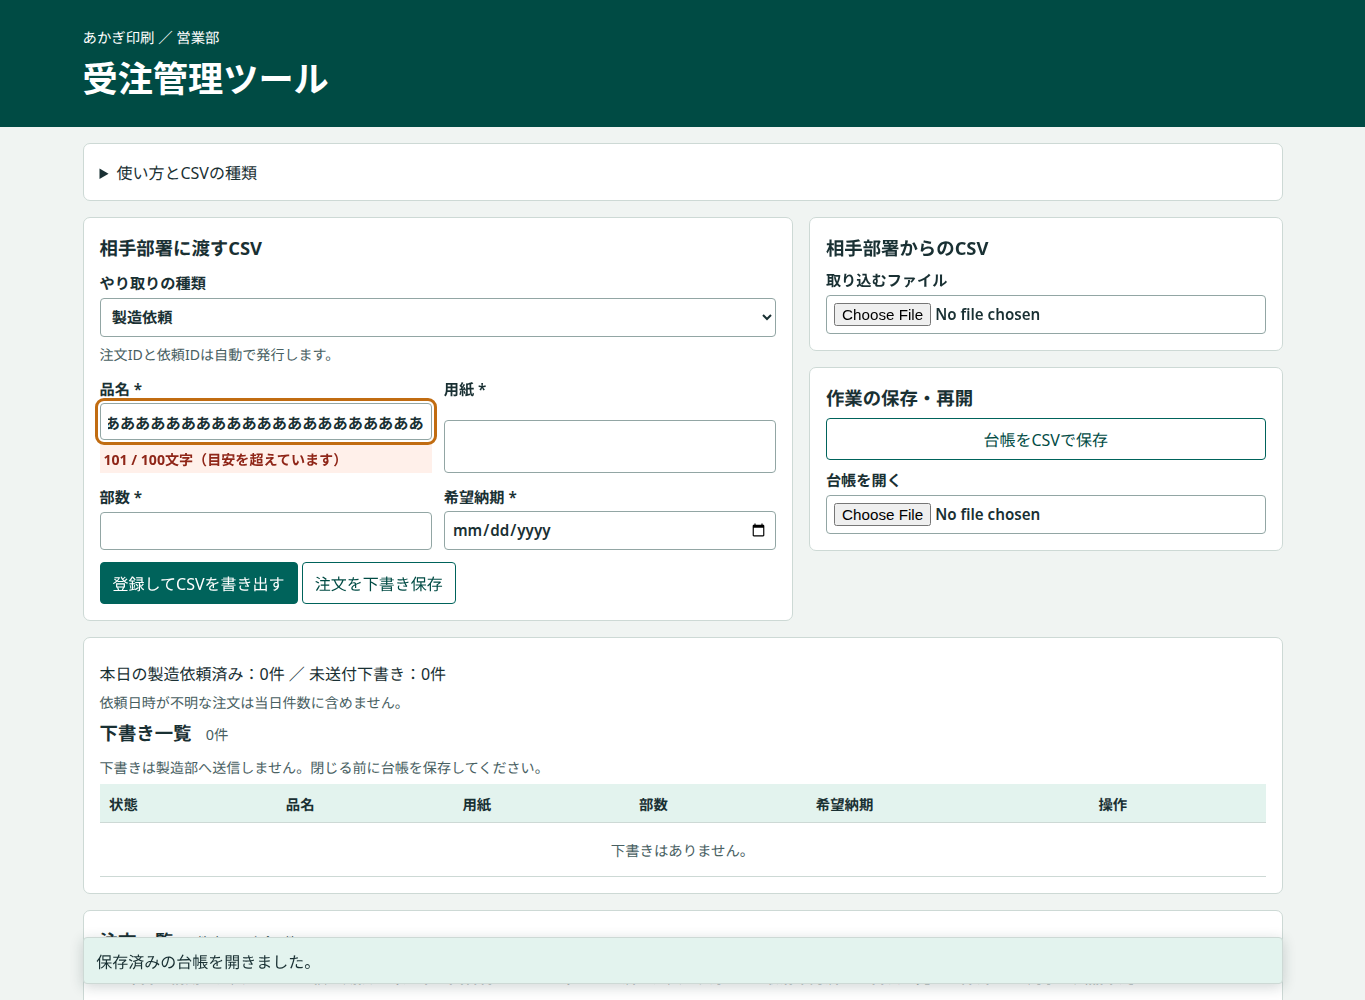 あかぎ印刷 ／ 営業部
受注管理ツール
使い方とCSVの種類
相手部署に渡すCSV
やり取りの種類
製造依頼
注文IDと依頼IDは自動で発行します。
品名 *
用紙 *
あああああああああああああああああああああ
101 / 100文字（目安を超えています）
部数 *
希望納期 *
mm/dd/yyyy
登録してCSVを書き出す
注文を下書き保存
相手部署からのCSV
取り込むファイル
Choose File No file chosen
作業の保存・再開
台帳をCSVで保存
台帳を開く
Choose File No file chosen
本日の製造依頼済み：0件 ／ 未送付下書き：0件
依頼日時が不明な注文は当日件数に含めません。
下書き一覧 0件
下書きは製造部へ送信しません。閉じる前に台帳を保存してください。
状態 品名 用紙 部数 希望納期 操作
下書きはありません。
保存済みの台帳を開きました。